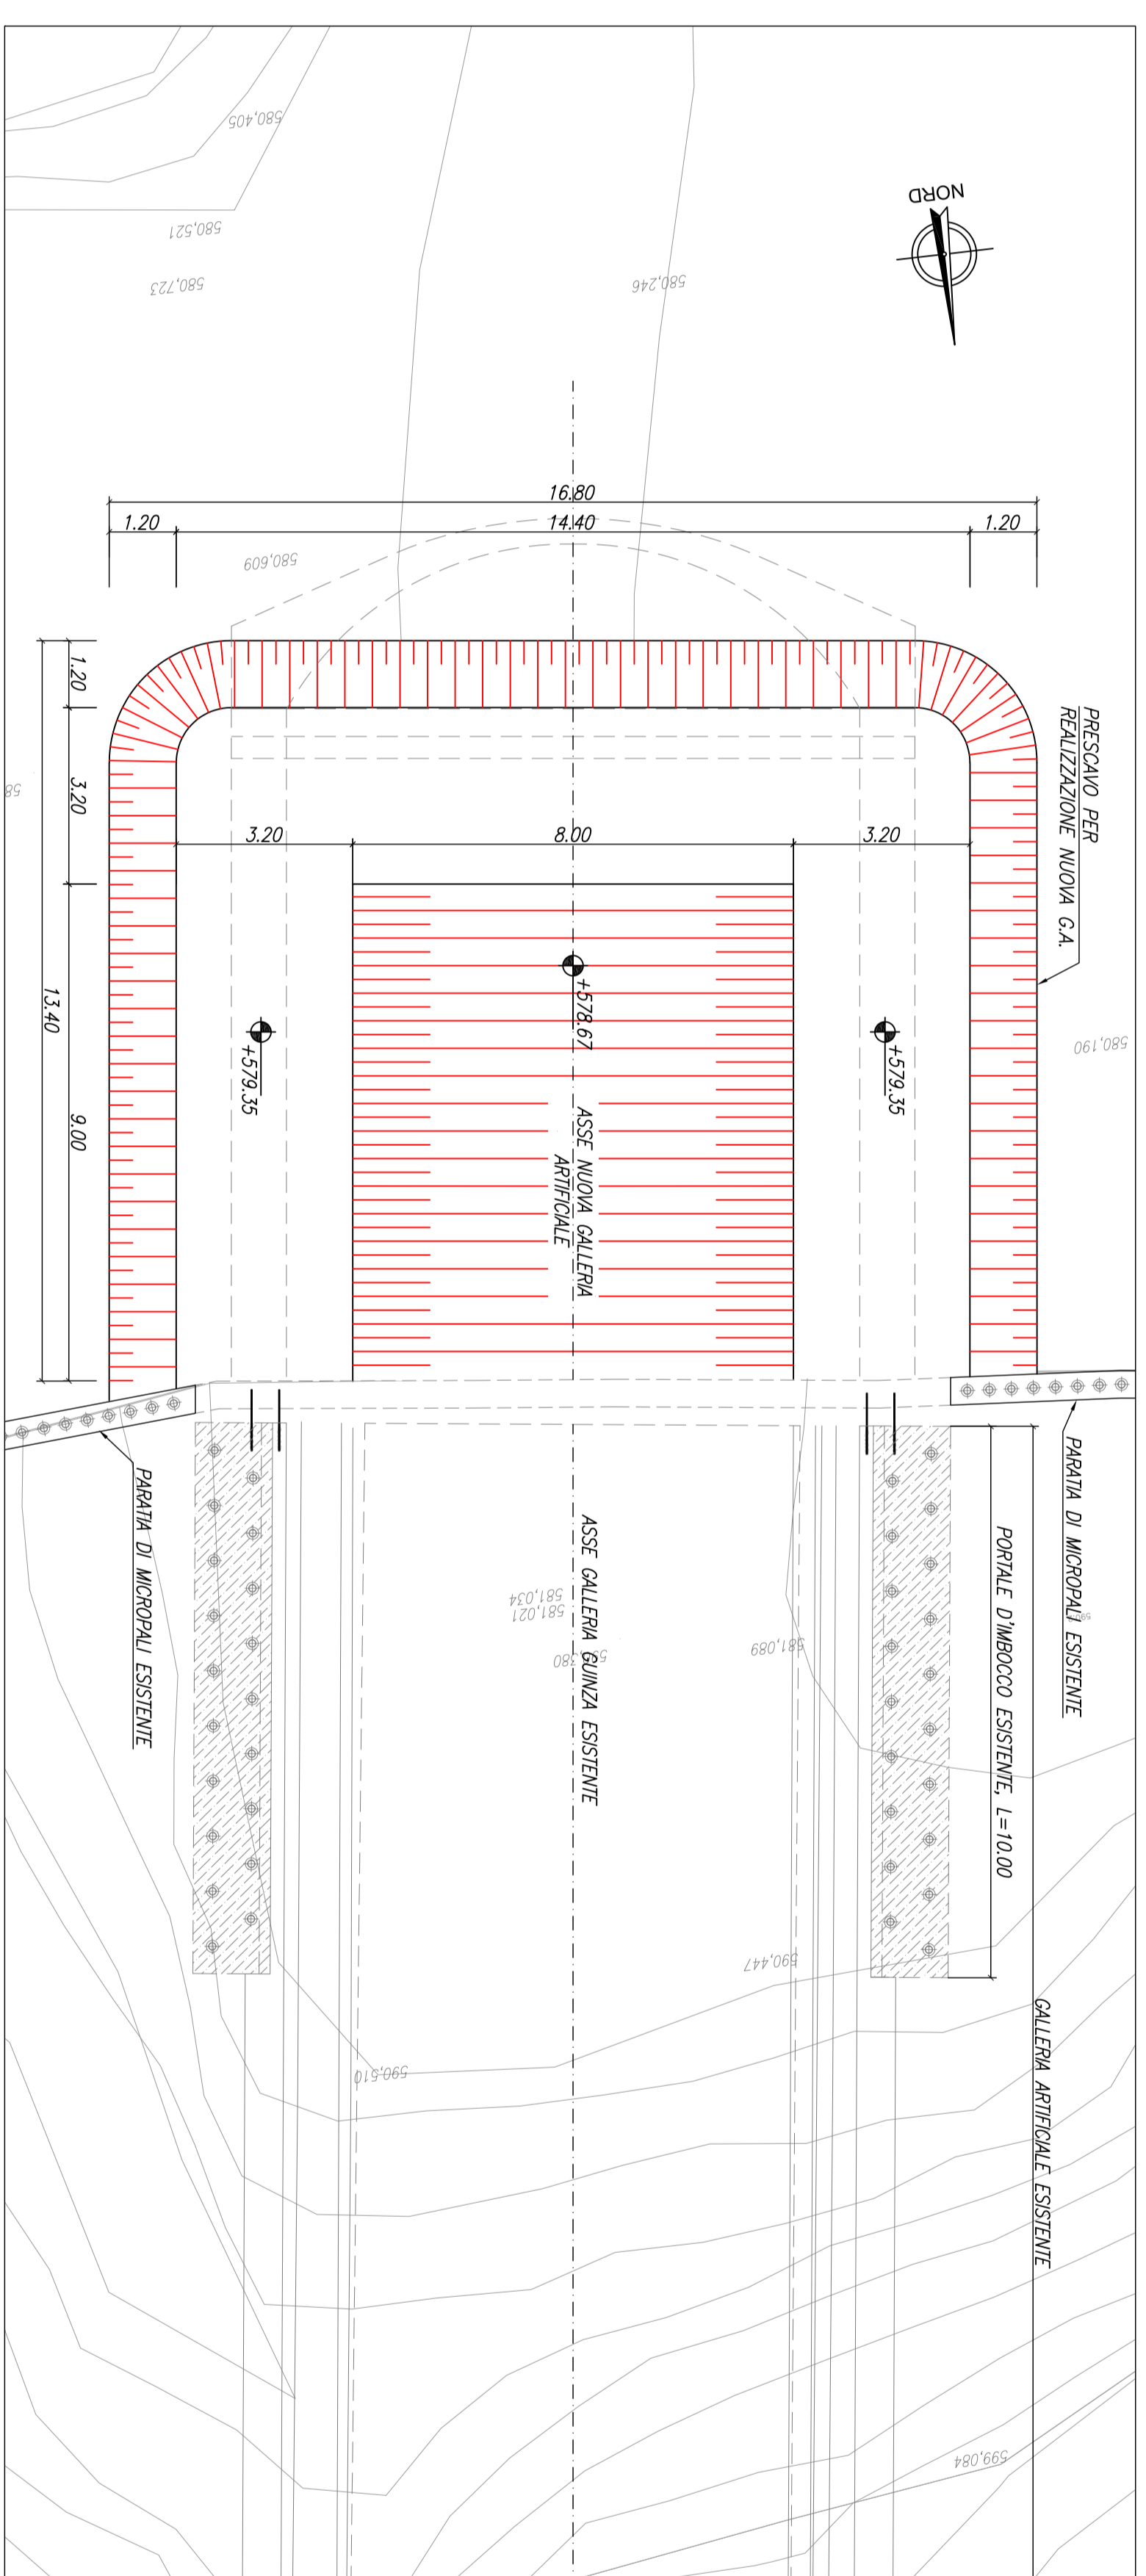 580,405
NORD
580,521
580,723
580,246
16.80
1.20
14.40
1.20
580,609
1.20
3.20
9.00
13.40
PRESCAVO PER
REALIZZAZIONE NUOVA G.A.
3.20
8.00
3.20
+578.67
+579.35
+579.35
580,190
ASSE NUOVA GALLERIA
ARTIFICIALE
PARATIA DI MICROPALI ESISTENTE
PARATIA DI MICROPALI ESISTENTE
PORTALE D'IMBOCCO ESISTENTE, L=10.00
ASSE GALLERIA GUINZA ESISTENTE
581,034
581,021
581,089
590,447
590,510
GALLERIA ARTIFICIALE ESISTENTE
599,084